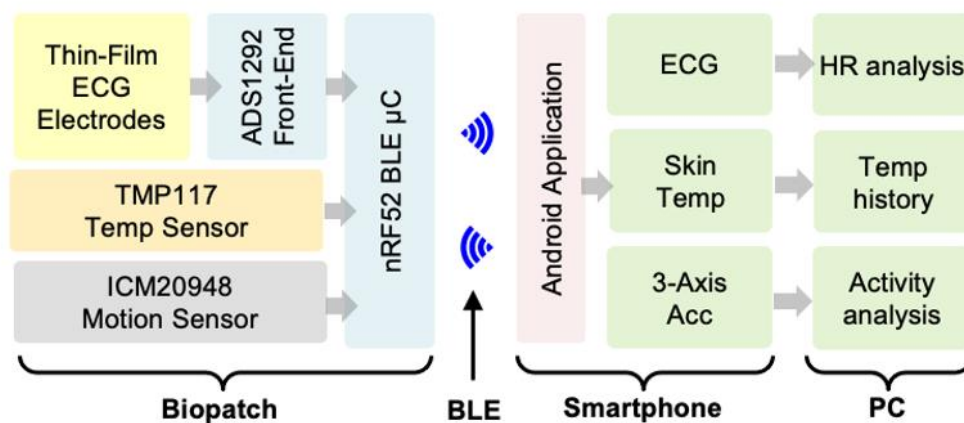 Thin-Film
ECG
Electrodes
ADS1292
Front-End
TMP117
Temp Sensor
ICM20948
Motion Sensor
nRF52 BLE µC
Android Application
ECG
Skin
Temp
3-Axis
Acc
HR analysis
Temp
history
Activity
analysis
Biopatch
BLE
Smartphone
PC